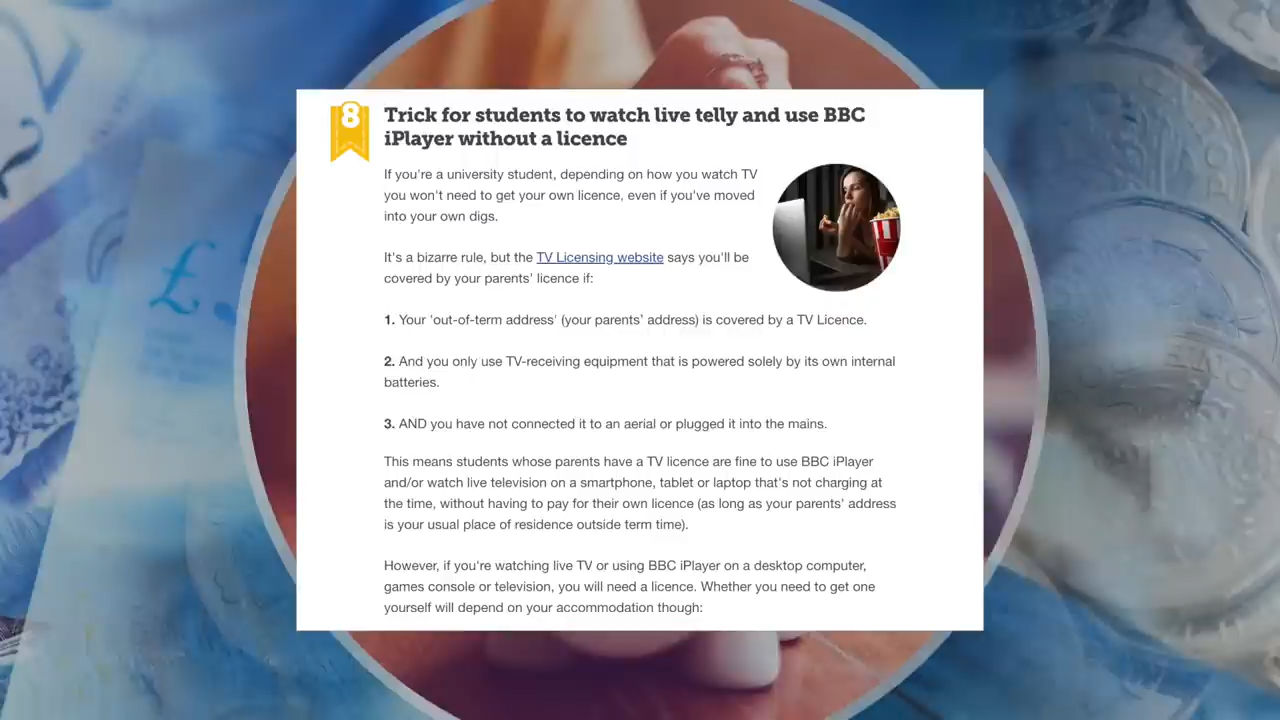 8
Trick for students to watch live telly and use BBC
iPlayer without a licence
If you're a university student, depending on how you watch TV
you won't need to get your own licence, even if you've moved
into your own digs.
It's a bizarre rule, but the TV Licensing website says you'll be
covered by your parents' licence if:
1. Your 'out-of-term address' (your parents' address) is covered by a TV Licence.
2. And you only use TV-receiving equipment that is powered solely by its own internal
batteries.
3. AND you have not connected it to an aerial or plugged it into the mains.
This means students whose parents have a TV licence are fine to use BBC iPlayer
and/or watch live television on a smartphone, tablet or laptop that's not charging at
the time, without having to pay for their own licence (as long as your parents' address
is your usual place of residence outside term time).
However, if you're watching live TV or using BBC iPlayer on a desktop computer,
games console or television, you will need a licence. Whether you need to get one
yourself will depend on your accommodation though:
£